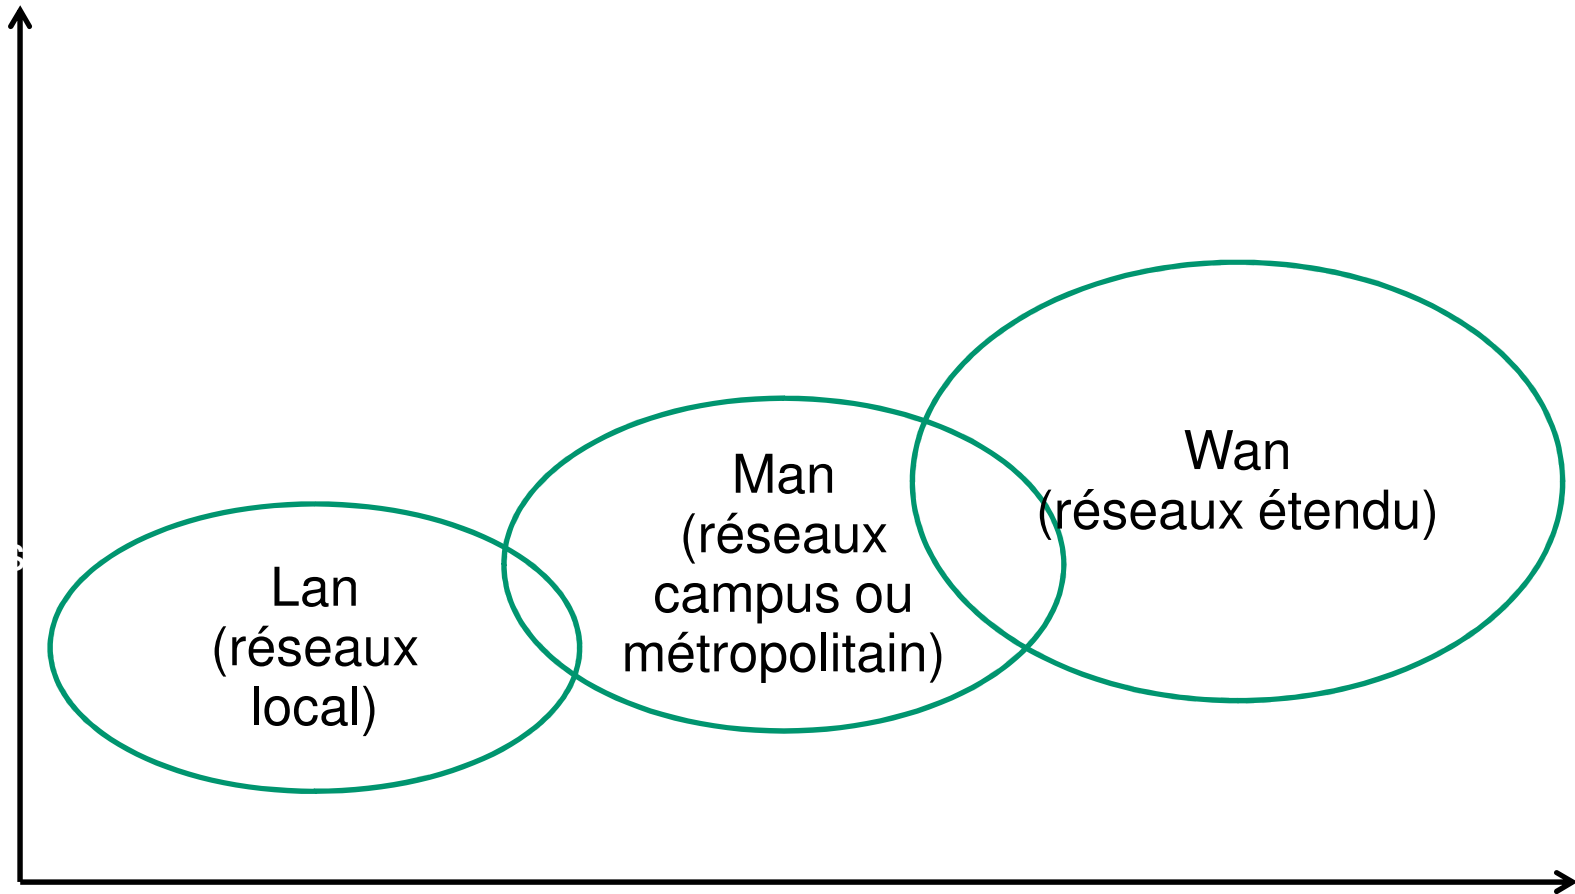 Lan
(réseaux
local)
Man
(réseaux
campus ou
métropolitain)
Wan
(réseaux étendu)